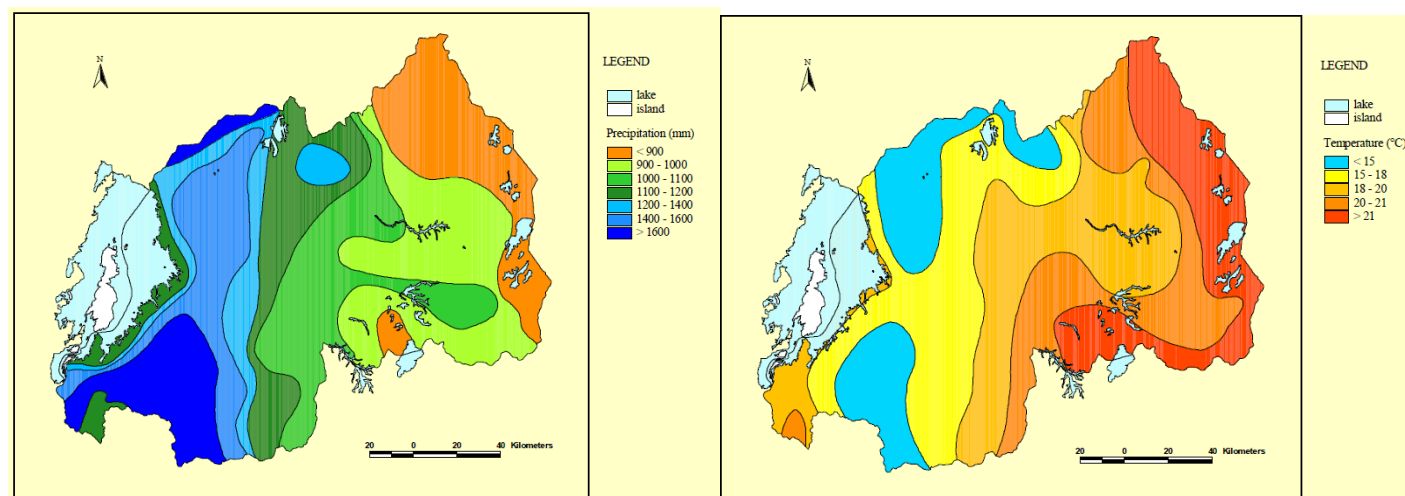 N
LEGEND
lake
island
Precipitation (mm)
< 900
900 - 1000
1000 - 1100
1100 - 1200
1200 - 1400
1400 - 1600
> 1600
20 0 20 40 Kilometers
N
LEGEND
lake
island
Temperature (°C)
< 15
15 - 18
18 - 20
20 - 21
> 21
20 0 20 40 Kilometers